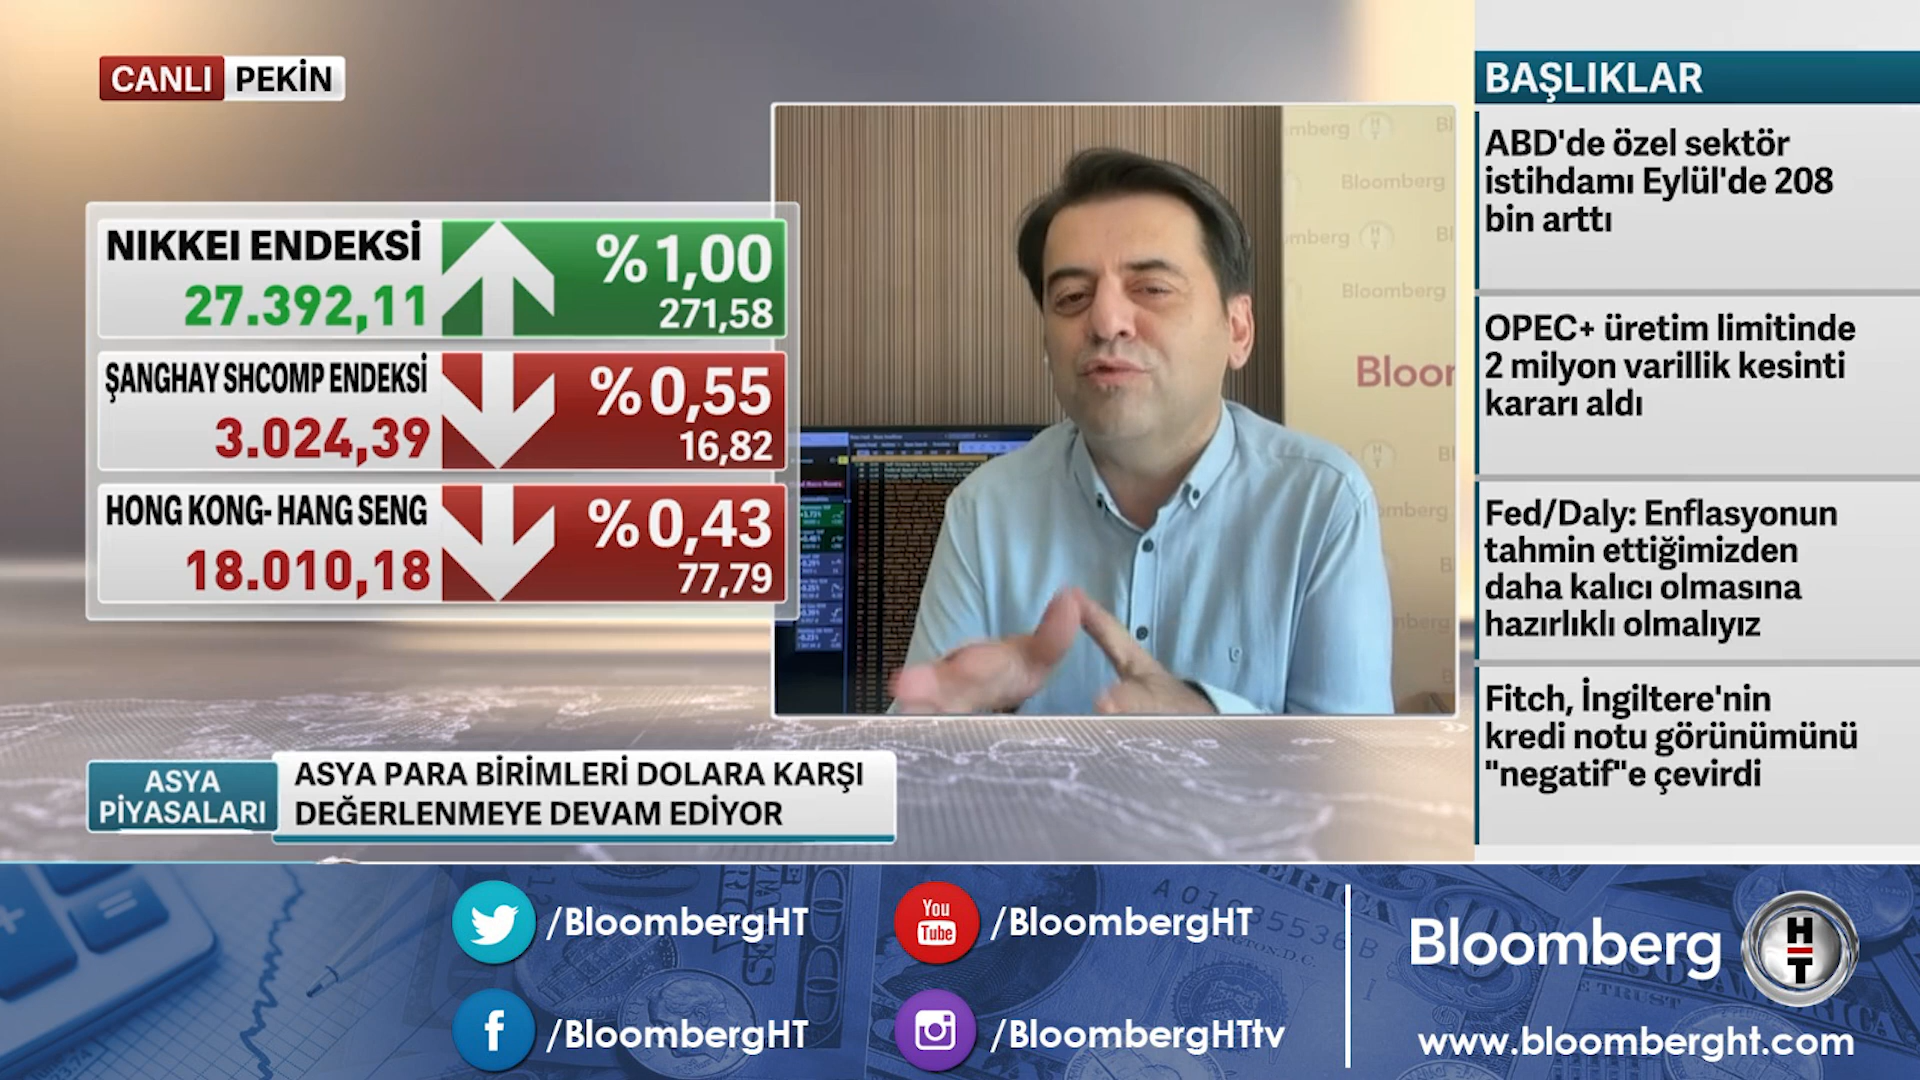 CANLI PEKİN
NIKKEI ENDEKSİ
27.392,11
%1,00
271,58
ŞANGHAY SHCOMP ENDEKSİ
3.024,39
%0,55
16,82
HONG KONG- HANG SENG
18.010,18
%0,43
77,79
Bloomberg
Bloomberg
Bloor
ASYA
PİYASALARI
ASYA PARA BİRİMLERİ DOLARA KARŞI
DEĞERLENMEYE DEVAM EDİYOR
BAŞLIKLAR
ABD'de özel sektör
istihdamı Eylül'de 208
bin arttı
OPEC+ üretim limitinde
2 milyon varillik kesinti
kararı aldı
Fed/Daly: Enflasyonun
tahmin ettiğimizden
daha kalıcı olmasına
hazırlıklı olmalıyız
Fitch, İngiltere'nin
kredi notu görünümünü
"negatif"e çevirdi
/BloombergHT
You
Tube
/BloombergHT
f
/BloombergHT
/BloombergHTtv
Bloomberg
H
T
www.bloomberght.com